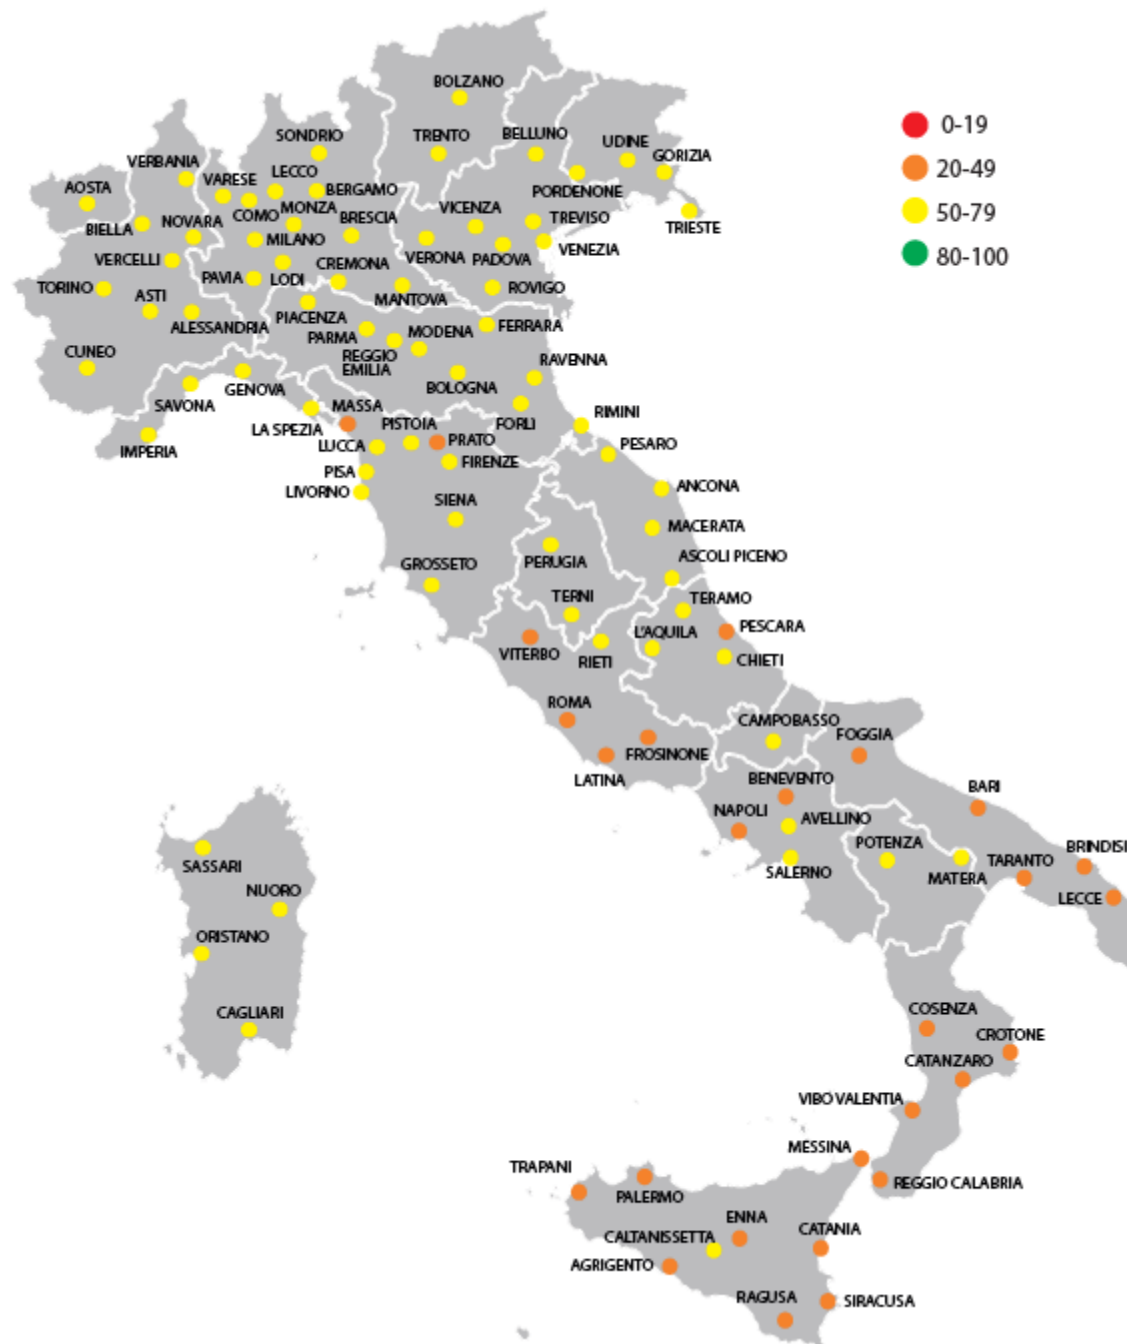 BOLZANO
0-19
SONDRIO
TRENTO
BELLUNO
UDINE
GORIZIA
20-49
VERBANIA
VARESE
LECCO
BERGAMO
PORDENONE
50-79
AOSTA
COMO
MONZA
BRESCIA
VICENZA
TREVISO
TRIESTE
80-100
BIELLA
NOVARA
MILANO
VERONA
PADOVA
VENEZIA
VERCELLI
PAVIA
LODI
CREMONA
MANTOVA
ROVIGO
TORINO
ASTI
ALESSANDRIA
PIACENZA
PARMA
MODENA
FERRARA
CUNEO
REGGIO
EMILIA
BOLOGNA
RAVENNA
SAVONA
GENOVA
MASSA
PISTOIA
FORLI
RIMINI
IMPERIA
LA SPEZIA
LUCCA
PRATO
PESARO
PISA
FIRENZE
LIVORNO
SIENA
ANCONA
MACERATA
GROSSETO
PERUGIA
ASCOLI PICENO
TERNI
TERAMO
VITERBO
RIETI
L'AQUILA
PESCARA
CHIETI
ROMA
CAMPOBASSO
FOGGIA
LATINA
FROSINONE
BENEVENTO
BARI
NAPOLI
AVELLINO
POTENZA
BRINDISI
SASSARI
SALERNO
MATERA
TARANTO
LECCE
NUORO
ORISTANO
CAGLIARI
COSENZA
CROTONE
CATANZARO
VIBO VALENTIA
MESSINA
TRAPANI
PALERMO
REGGIO CALABRIA
ENNA
CALTANISSETTA
CATANIA
AGRIGENTO
RAGUSA
SIRACUSA